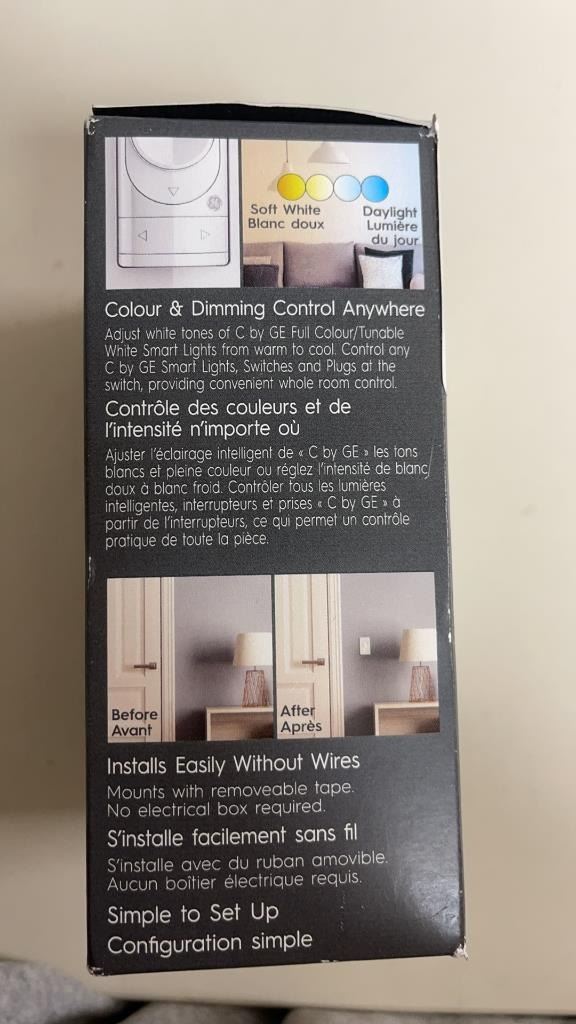 Soft White
Blanc doux
Daylight
Lumière
du jour
Colour & Dimming Control Anywhere
Adjust white tones of C by GE Full Colour/Tunable
White Smart Lights from warm to cool. Control any
C by GE Smart Lights, Switches and Plugs at the
switch, providing convenient whole room control.
Contrôle des couleurs et de
l'intensité n'importe où
Ajuster l'éclairage intelligent de « C by GE » les tons
blancs et pleine couleur ou réglez l'intensité de blanc
doux à blanc froid. Contrôler tous les lumières
intelligentes, interrupteurs et prises « C by GE » à
partir de l'interrupteurs, ce qui permet un contrôle
pratique de toute la pièce.
Before
Avant
After
Après
Installs Easily Without Wires
Mounts with removeable tape.
No electrical box required.
S'installe facilement sans fil
S'installe avec du ruban amovible.
Aucun boîtier électrique requis.
Simple to Set Up
Configuration simple